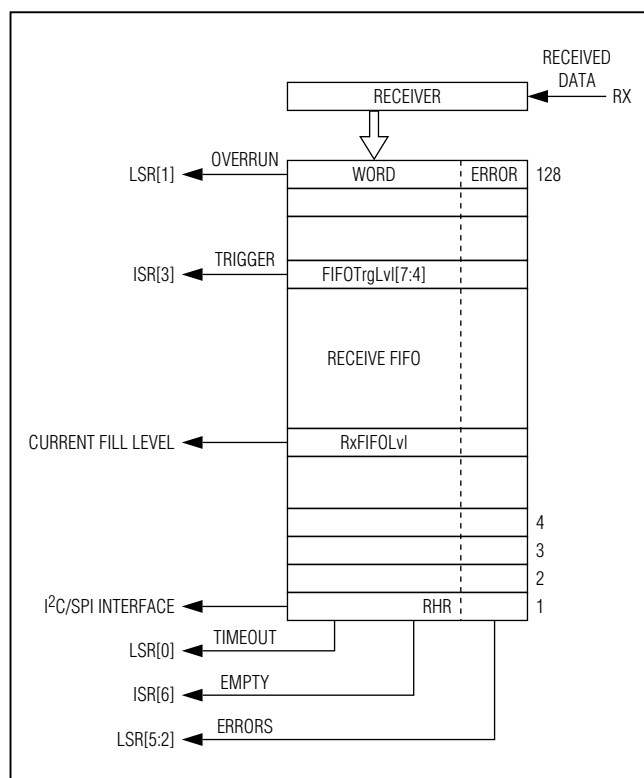 RECEIVED
DATA
RECEIVER
RX
OVERRUN
LSR[1]
WORD
ERROR
128
TRIGGER
ISR[3]
FIFOTrgLvl[7:4]
RECEIVE FIFO
CURRENT FILL LEVEL
RxFIFOLvl
4
3
2
I²C/SPI INTERFACE
RHR
1
TIMEOUT
LSR[0]
EMPTY
ISR[6]
ERRORS
LSR[5:2]